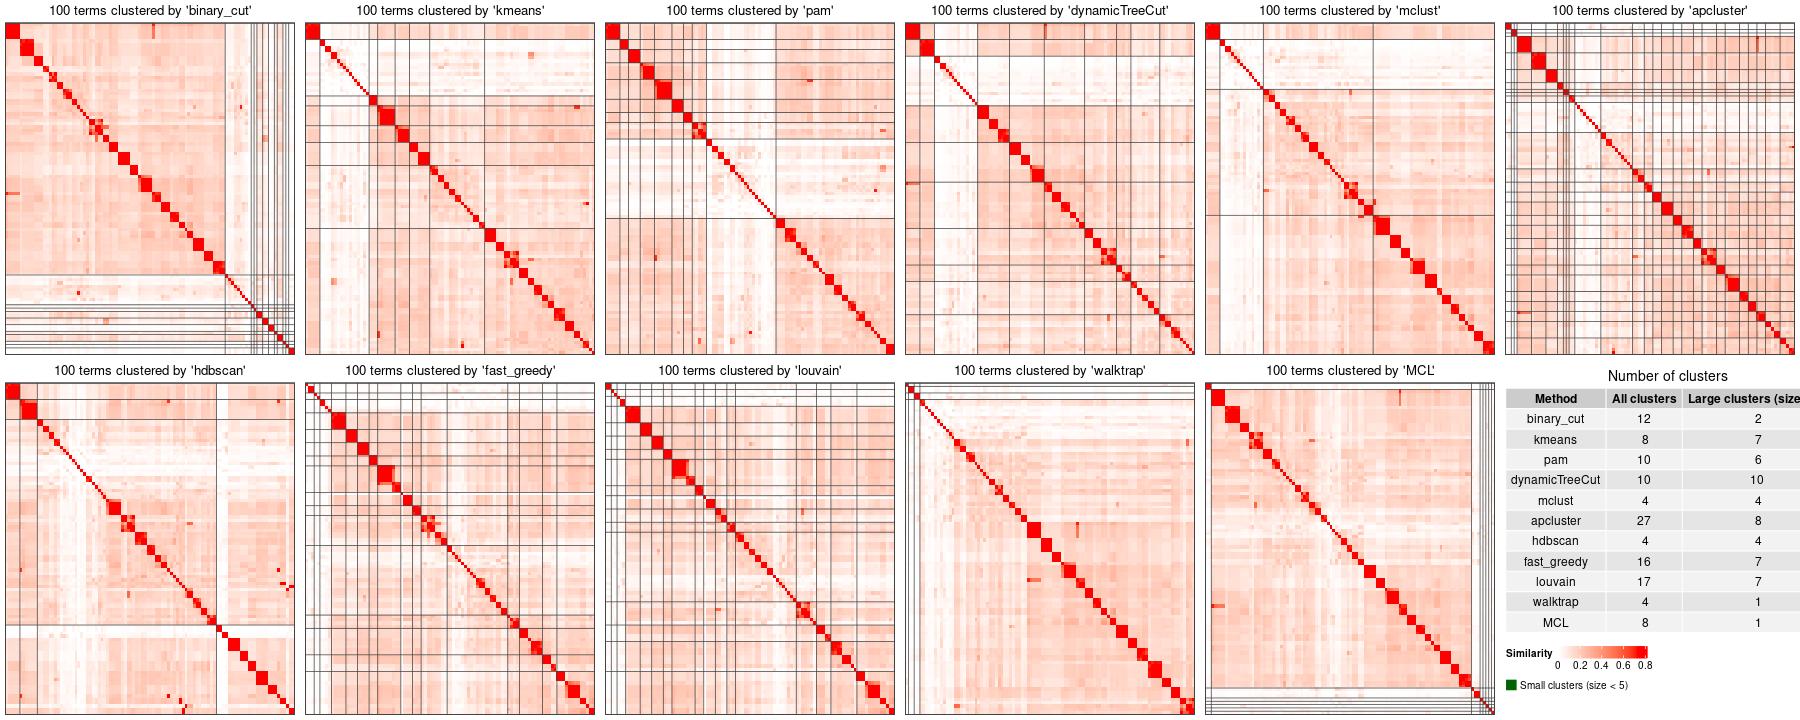 100 terms clustered by 'binary_cut'
100 terms clustered by 'kmeans'
100 terms clustered by 'pam'
100 terms clustered by 'dynamicTreeCut'
100 terms clustered by 'mclust'
100 terms clustered by 'apcluster'
100 terms clustered by 'hdbscan'
100 terms clustered by 'fast_greedy'
100 terms clustered by 'louvain'
100 terms clustered by 'walktrap'
100 terms clustered by 'MCL'
Number of clusters
Method All clusters Large clusters (size
binary_cut 12 2
kmeans 8 7
pam 10 6
dynamicTreeCut 10 10
mclust 4 4
apcluster 27 8
hdbscan 4 4
fast_greedy 16 7
louvain 17 7
walktrap 4 1
MCL 8 1
Similarity
0 0.2 0.4 0.6 0.8
Small clusters (size < 5)